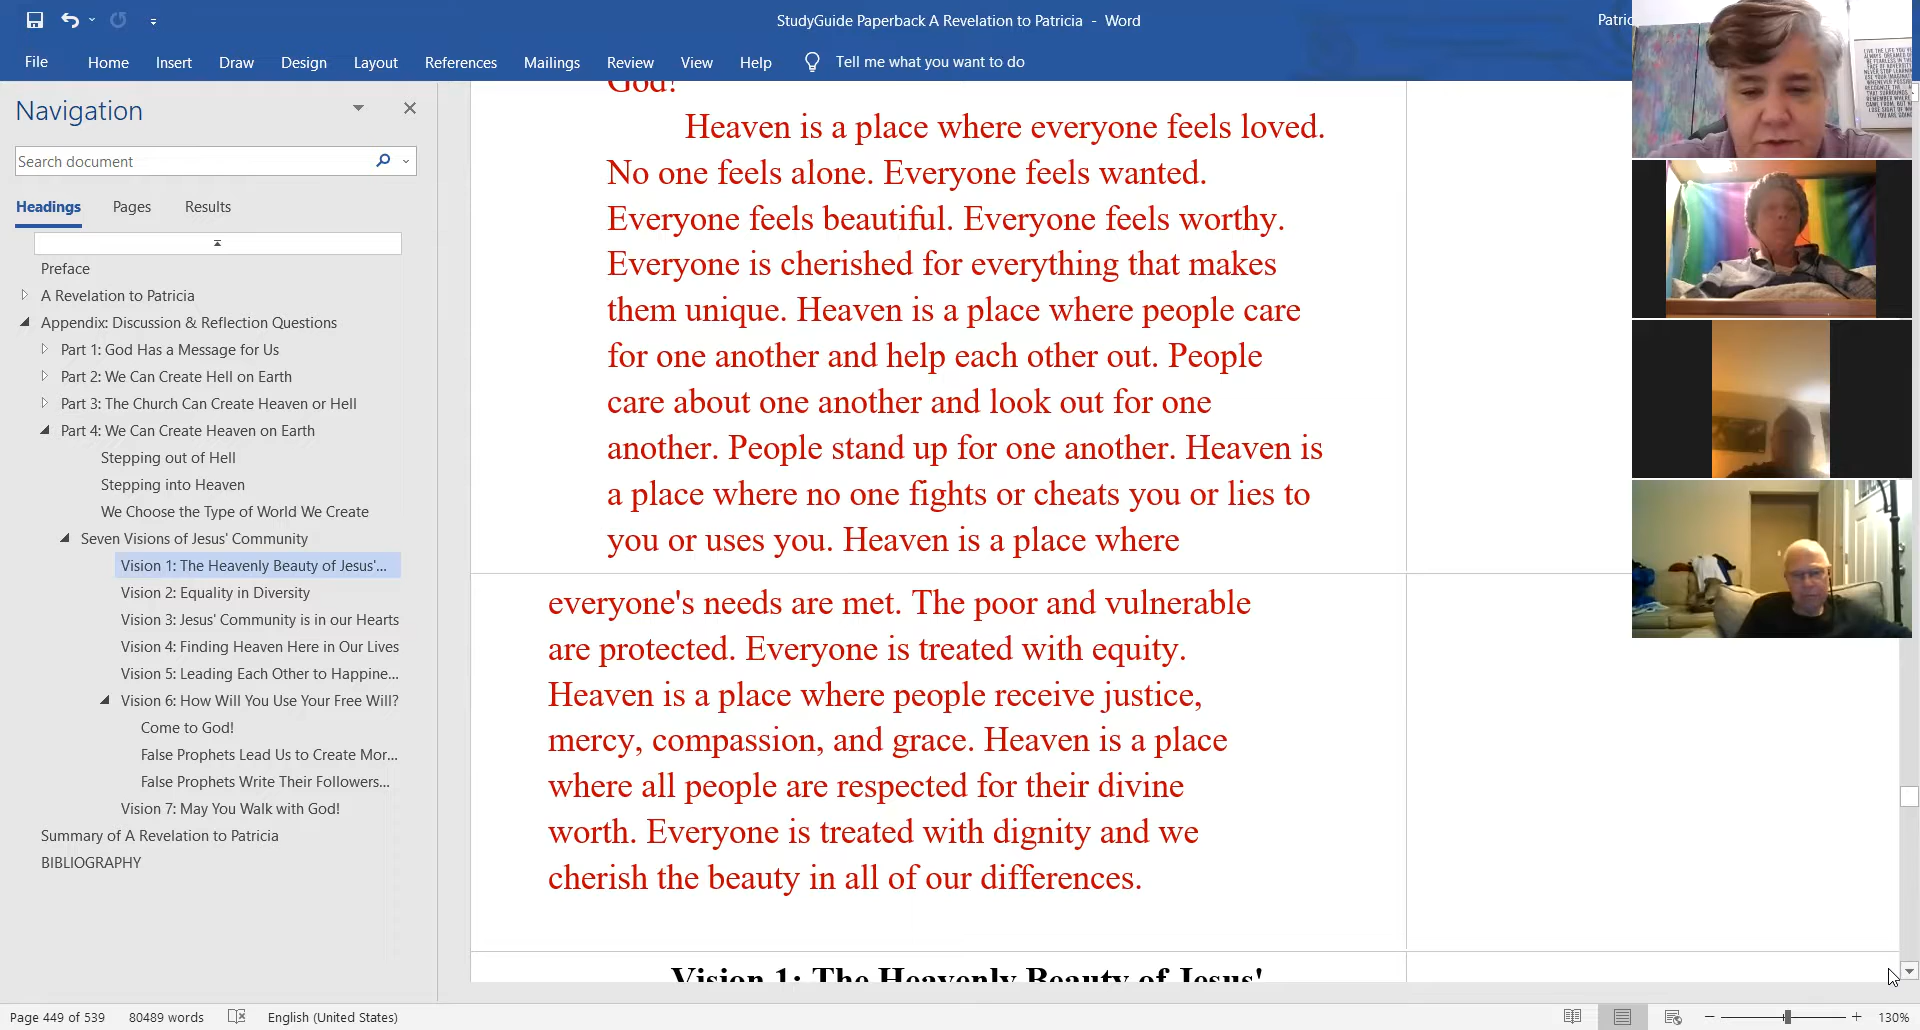 StudyGuide Paperback A Revelation to Patricia - Word
Patric
File Home Insert Draw Design Layout References Mailings Review View Help Tell me what you want to do
Navigation
Search document
Headings Pages Results
Preface
A Revelation to Patricia
Appendix: Discussion & Reflection Questions
Part 1: God Has a Message for Us
Part 2: We Can Create Hell on Earth
Part 3: The Church Can Create Heaven or Hell
Part 4: We Can Create Heaven on Earth
Stepping out of Hell
Stepping into Heaven
We Choose the Type of World We Create
Seven Visions of Jesus' Community
Vision 1: The Heavenly Beauty of Jesus'...
Vision 2: Equality in Diversity
Vision 3: Jesus' Community is in our Hearts
Vision 4: Finding Heaven Here in Our Lives
Vision 5: Leading Each Other to Happine...
Vision 6: How Will You Use Your Free Will?
Come to God!
False Prophets Lead Us to Create Mor...
False Prophets Write Their Followers...
Vision 7: May You Walk with God!
Summary of A Revelation to Patricia
BIBLIOGRAPHY
God!
Heaven is a place where everyone feels loved.
No one feels alone. Everyone feels wanted.
Everyone feels beautiful. Everyone feels worthy.
Everyone is cherished for everything that makes
them unique. Heaven is a place where people care
for one another and help each other out. People
care about one another and look out for one
another. People stand up for one another. Heaven is
a place where no one fights or cheats you or lies to
you or uses you. Heaven is a place where
everyone's needs are met. The poor and vulnerable
are protected. Everyone is treated with equity.
Heaven is a place where people receive justice,
mercy, compassion, and grace. Heaven is a place
where all people are respected for their divine
worth. Everyone is treated with dignity and we
cherish the beauty in all of our differences.
Vision 1: The Heavenly Beauty of Jesus'
Page 449 of 539 80489 words English (United States) 130%